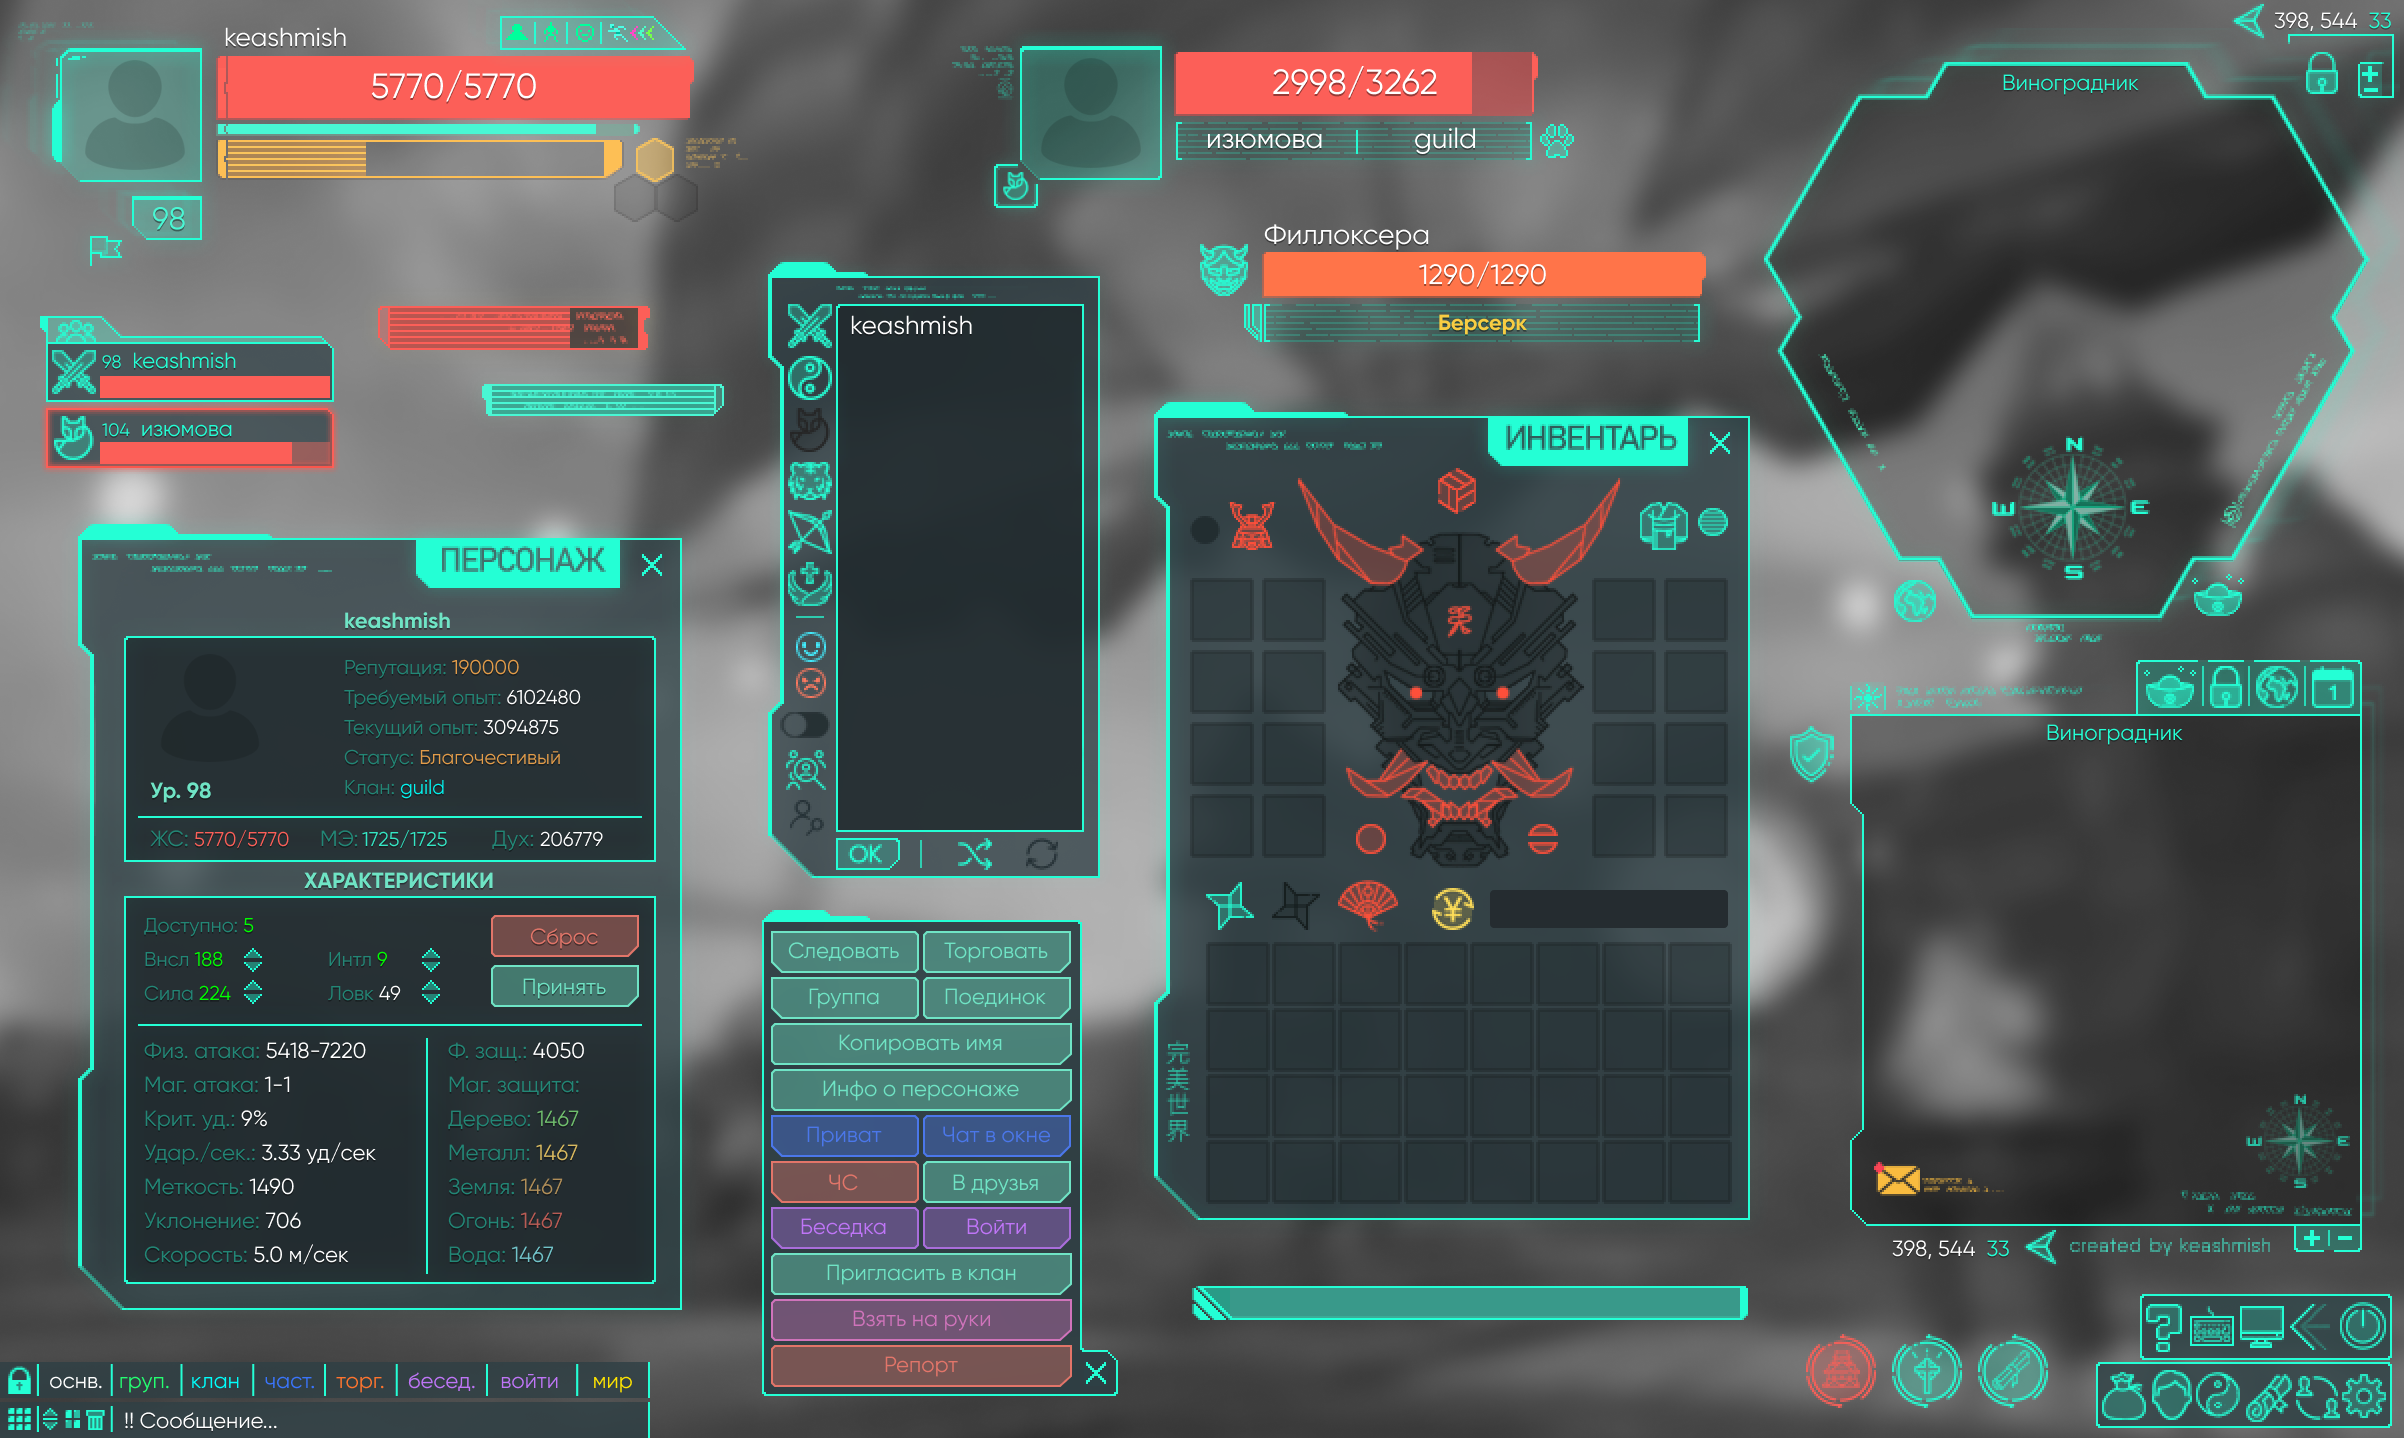 keashmish
5770/5770
98
2998/3262
изюмова
guild
398, 544 33
Виноградник
N
W
E
S
Филлоксера
1290/1290
Берсерк
98 keashmish
104 изюмова
keashmish
OK
ИНВЕНТАРЬ
完美世界
ПЕРСОНАЖ
keashmish
Репутация: 190000
Требуемый опыт: 6102480
Текущий опыт: 3094875
Статус: Благочестивый
Клан: guild
Ур. 98
ЖС: 5770/5770 МЭ: 1725/1725 Дух: 206779
ХАРАКТЕРИСТИКИ
Доступно: 5
Внсл 188 Интл 9
Сила 224 Ловк 49
Сброс
Принять
Физ. атака: 5418-7220
Маг. атака: 1-1
Крит. уд.: 9%
Удар./сек.: 3.33 уд/сек
Меткость: 1490
Уклонение: 706
Скорость: 5.0 м/сек
Ф. защ.: 4050
Маг. защита:
Дерево: 1467
Металл: 1467
Земля: 1467
Огонь: 1467
Вода: 1467
Следовать Торговать
Группа Поединок
Копировать имя
Инфо о персонаже
Приват Чат в окне
ЧС В друзья
Беседка Войти
Пригласить в клан
Взять на руки
Репорт
1
Виноградник
N
W
E
S
398, 544 33
created by keashmish
оснв. груп. клан част. торг. бесед. войти мир
!! Сообщение...